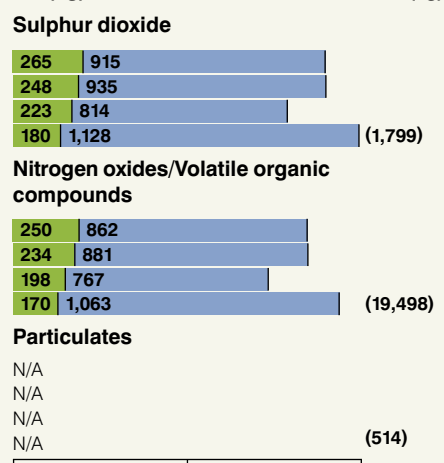 Sulphur dioxide
265 915
248 935
223 814
180 1,128 (1,799)
Nitrogen oxides/Volatile organic
compounds
250 862
234 881
198 767
170 1,063 (19,498)
Particulates
N/A
N/A
N/A
N/A (514)